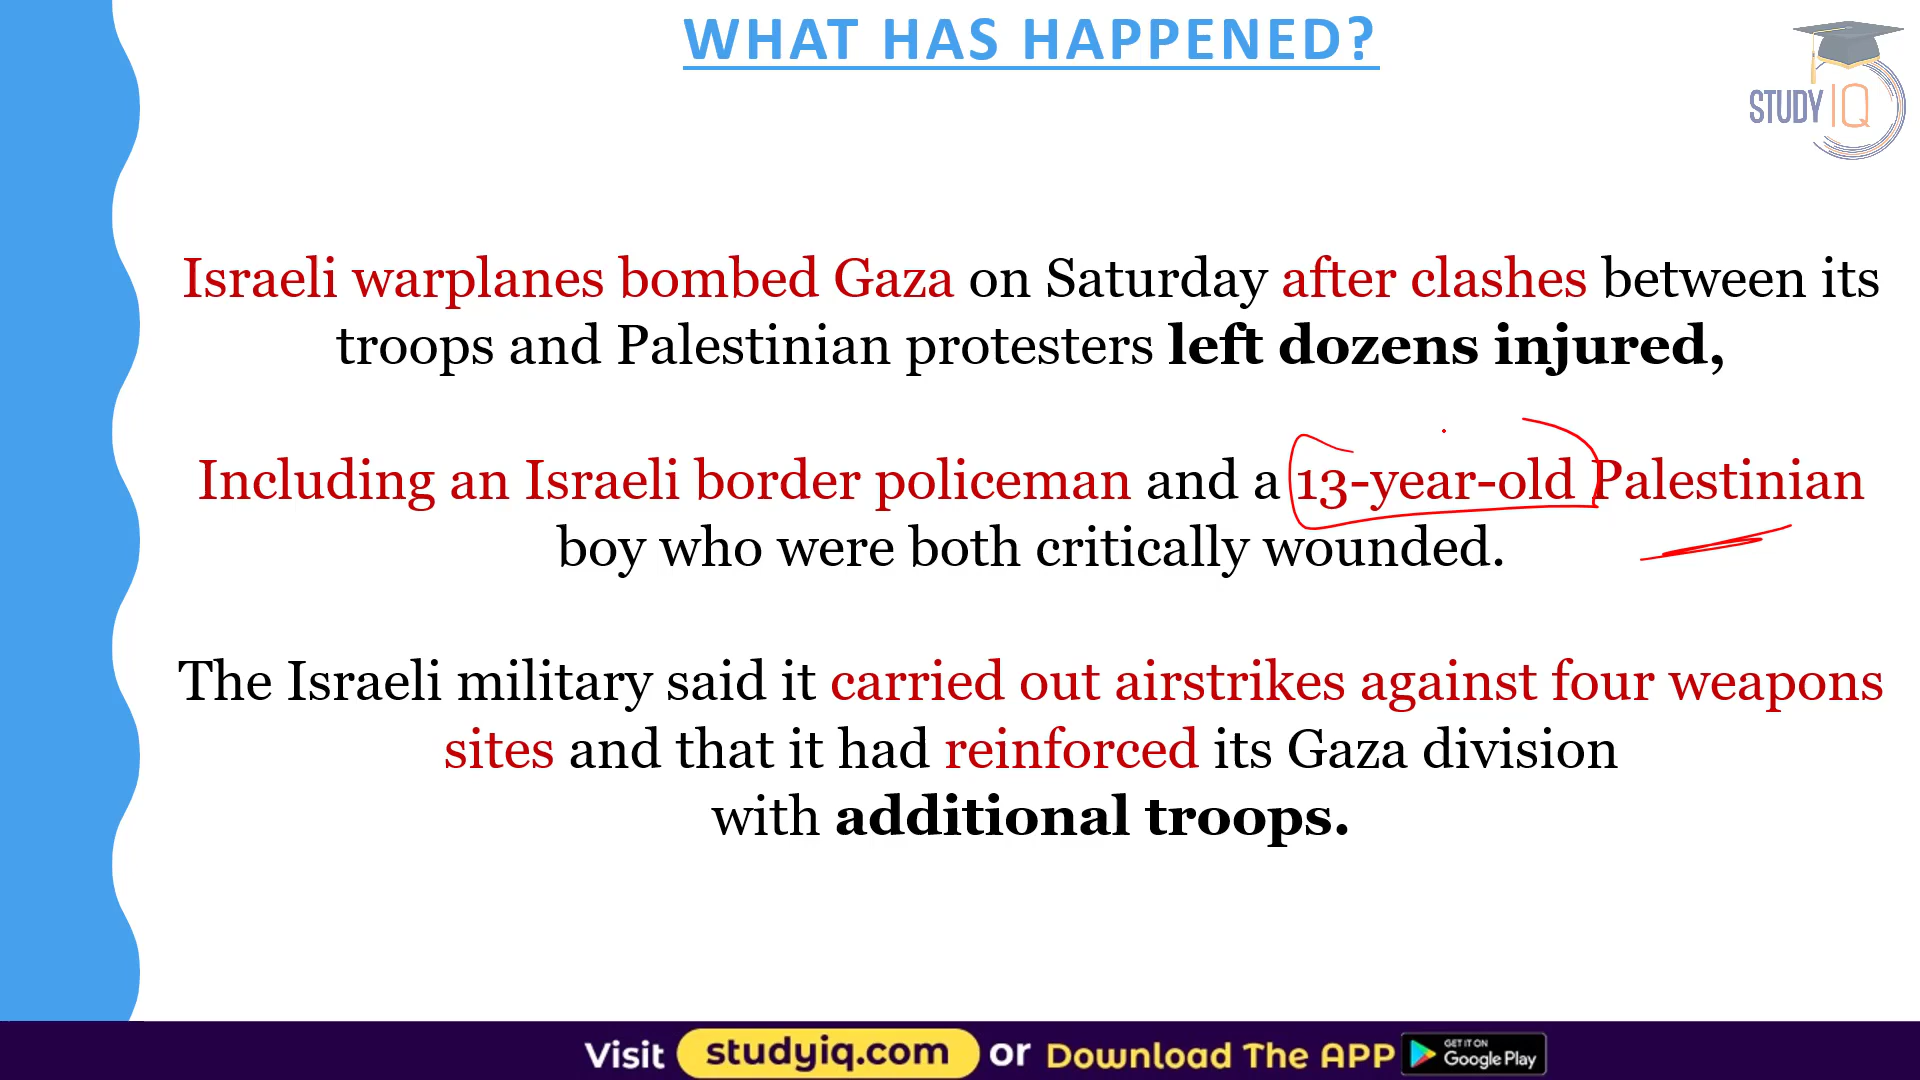 WHAT HAS HAPPENED?
STUDY IQ
Israeli warplanes bombed Gaza on Saturday after clashes between its
troops and Palestinian protesters left dozens injured,
Including an Israeli border policeman and a 13-year-old Palestinian
boy who were both critically wounded.
The Israeli military said it carried out airstrikes against four weapons
sites and that it had reinforced its Gaza division
with additional troops.
Visit studyiq.com or Download The APP GET IT ON Google Play